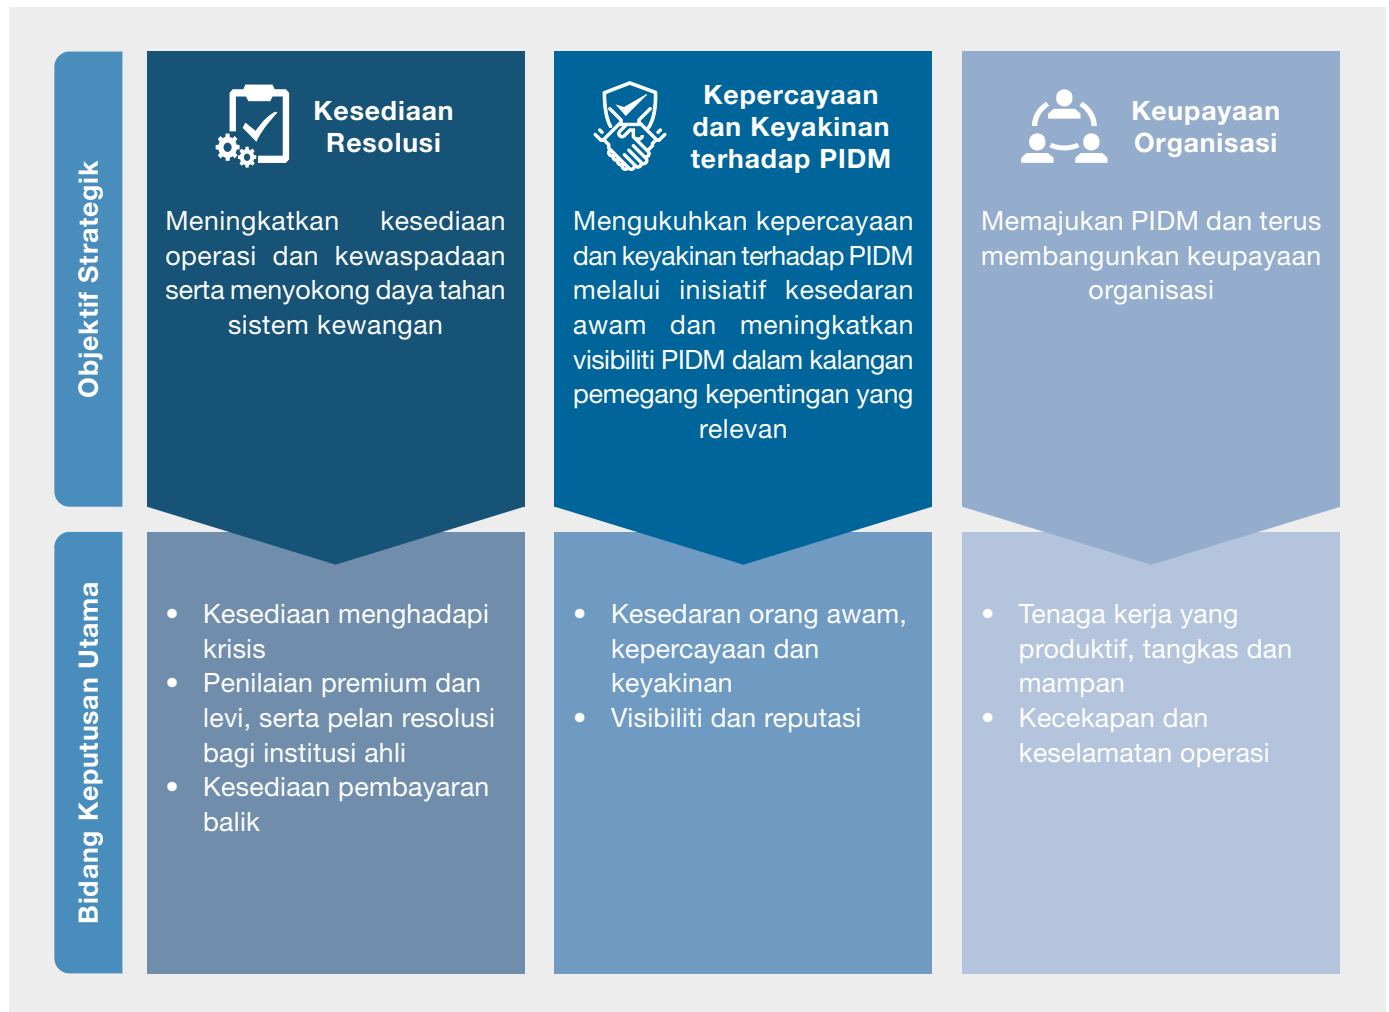 Objektif Strategik
Kesediaan
Resolusi
Meningkatkan kesediaan
operasi dan kewaspadaan
serta menyokong daya tahan
sistem kewangan
Kepercayaan
dan Keyakinan
terhadap PIDM
Mengukuhkan kepercayaan
dan keyakinan terhadap PIDM
melalui inisiatif kesedaran
awam dan meningkatkan
visibiliti PIDM dalam kalangan
pemegang kepentingan yang
relevan
Keupayaan
Organisasi
Memajukan PIDM dan terus
membangunkan keupayaan
organisasi
Bidang Keputusan Utama
• Kesediaan menghadapi
krisis
• Penilaian premium dan
levi, serta pelan resolusi
bagi institusi ahli
• Kesediaan pembayaran
balik
• Kesedaran orang awam,
kepercayaan dan
keyakinan
• Visibiliti dan reputasi
• Tenaga kerja yang
produktif, tangkas dan
mampan
• Kecekapan dan
keselamatan operasi